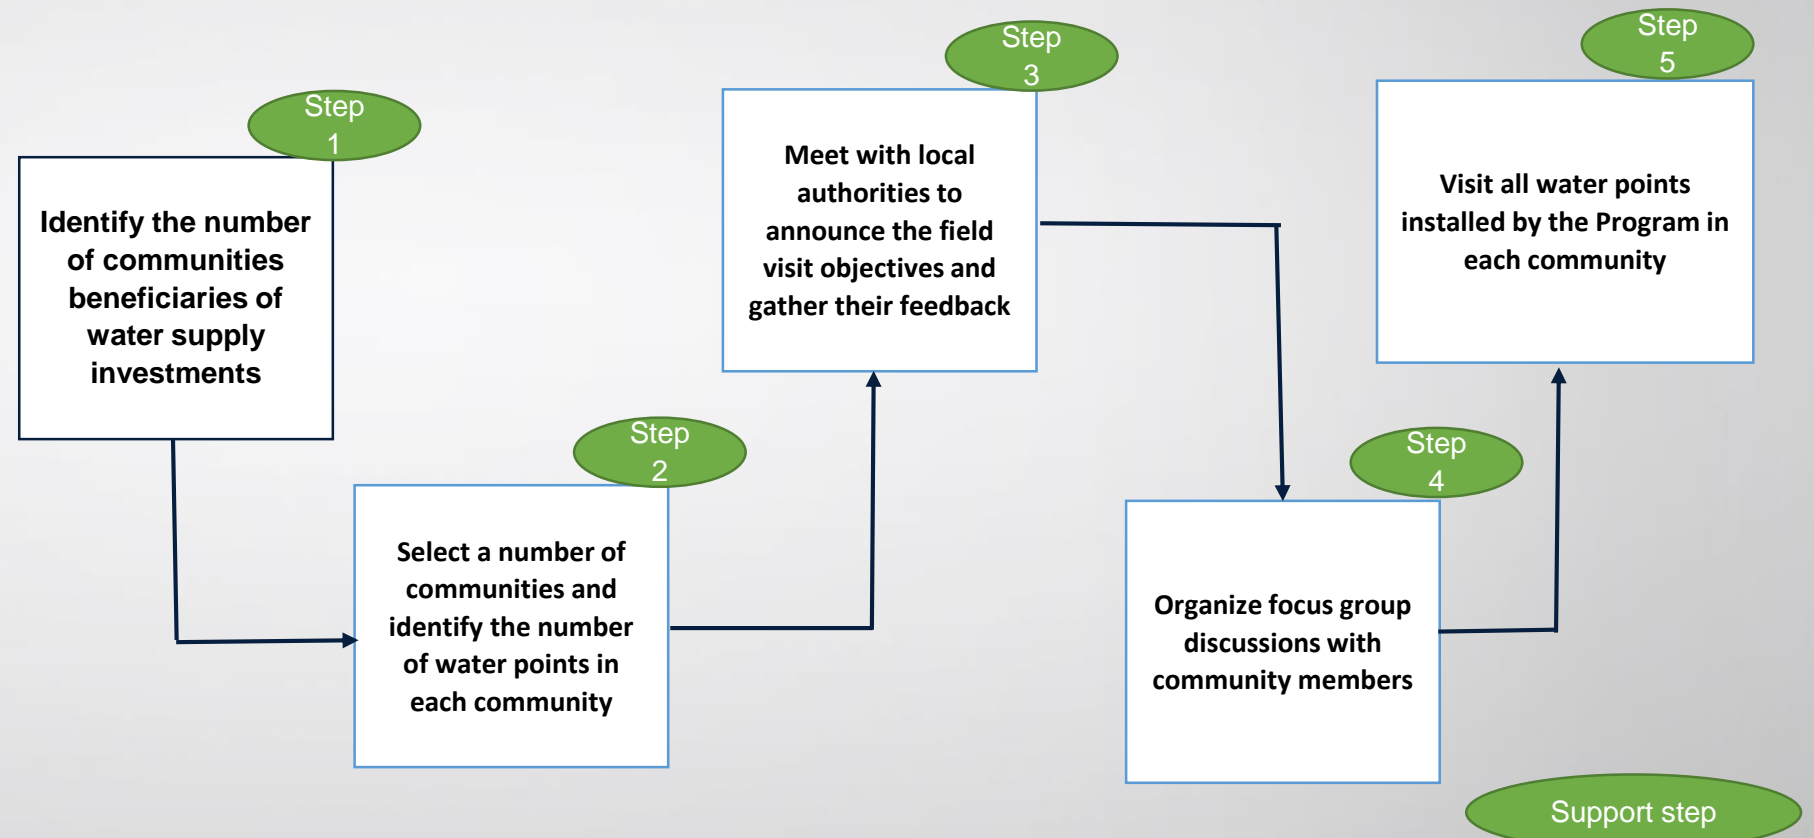 Step
1
Identify the number
of communities
beneficiaries of
water supply
investments
Step
2
Select a number of
communities and
identify the number
of water points in
each community
Step
3
Meet with local
authorities to
announce the field
visit objectives and
gather their feedback
Step
4
Organize focus group
discussions with
community members
Step
5
Visit all water points
installed by the Program in
each community
Support step